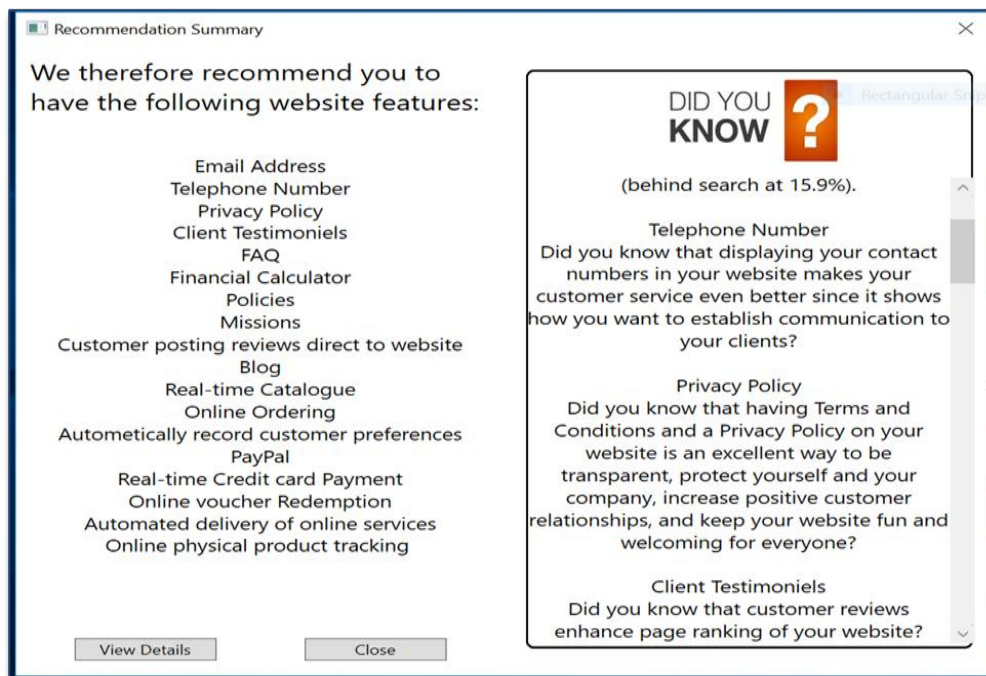 Recommendation Summary
We therefore recommend you to
have the following website features:
Email Address
Telephone Number
Privacy Policy
Client Testimoniels
FAQ
Financial Calculator
Policies
Missions
Customer posting reviews direct to website
Blog
Real-time Catalogue
Online Ordering
Autometically record customer preferences
PayPal
Real-time Credit card Payment
Online voucher Redemption
Automated delivery of online services
Online physical product tracking
View Details
Close
DID YOU
KNOW ?
Rectangular Snip
(behind search at 15.9%).
Telephone Number
Did you know that displaying your contact
numbers in your website makes your
customer service even better since it shows
how you want to establish communication to
your clients?
Privacy Policy
Did you know that having Terms and
Conditions and a Privacy Policy on your
website is an excellent way to be
transparent, protect yourself and your
company, increase positive customer
relationships, and keep your website fun and
welcoming for everyone?
Client Testimoniels
Did you know that customer reviews
enhance page ranking of your website?